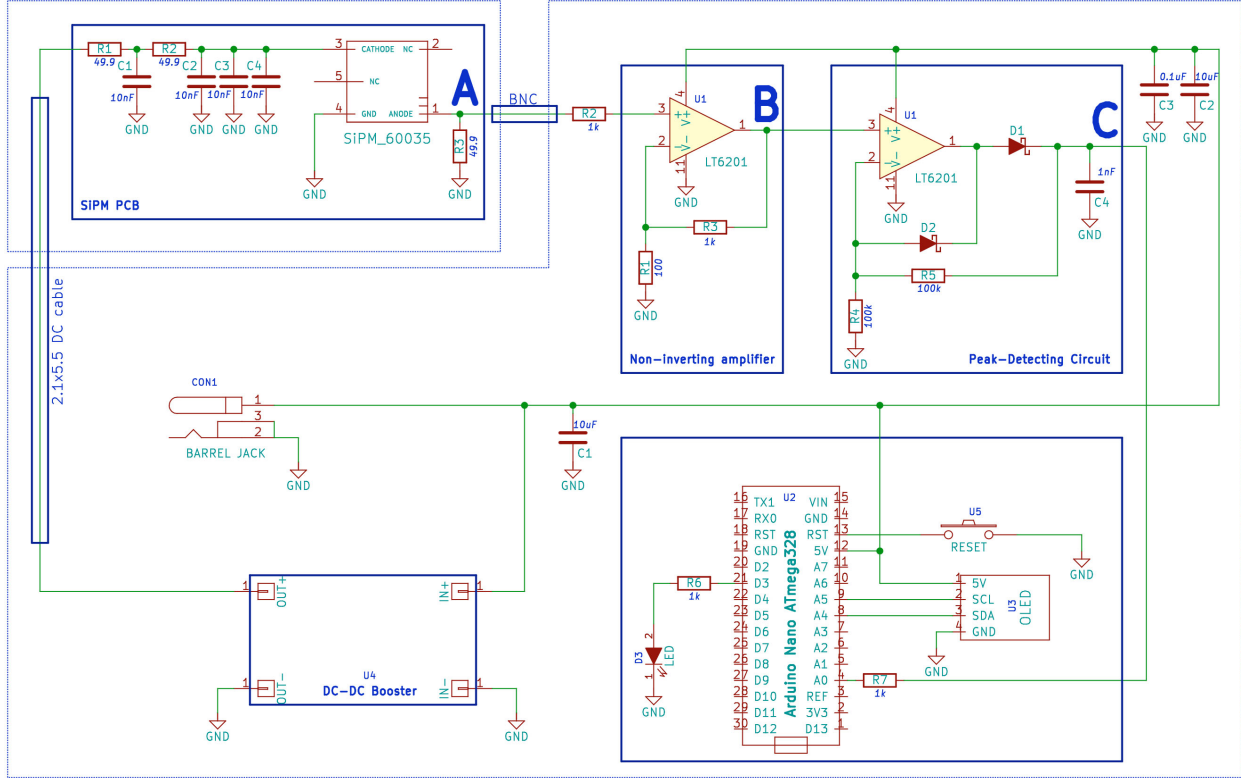 R1
49.9
C1
10nF
GND
R2
49.9
C2
10nF
GND
C3
10nF
GND
C4
10nF
GND
3 CATHODE NC 2
5 NC
4 GND ANODE 1
SiPM_60035
GND
A
R3
49.9
GND
SiPM PCB
BNC
R2
1k
U1
4
3
++
V+
2
-
V-
1
11
LT6201
GND
B
R3
1k
R1
100
GND
Non-inverting amplifier
U1
4
3
++
V+
2
-
V-
1
11
LT6201
GND
D1
C
1nF
C4
GND
D2
R5
100k
R4
100k
GND
Peak-Detecting Circuit
0.1uF
C3
GND
10uF
C2
GND
2.1x5.5 DC cable
CON1
1
3
2
BARREL JACK
GND
10uF
C1
GND
1 OUT+
IN+ 1
1 OUT-
IN- 1
U4
DC-DC Booster
GND
GND
U2
Arduino Nano ATmega328
16 TX1 VIN 15
17 RX0 GND 14
18 RST RST 13
19 GND 5V 12
20 D2 A7 11
21 D3 A6 10
22 D4 A5 9
23 D5 A4 8
24 D6 A3 7
25 D7 A2 6
26 D8 A1 5
27 D9 A0 4
28 D10 REF 3
29 D11 3V3 2
30 D12 D13 1
R6
1k
2
D3
LED
1
GND
R7
1k
U5
RESET
GND
1 5V
2 SCL
3 SDA
4 GND
U3
OLED
GND